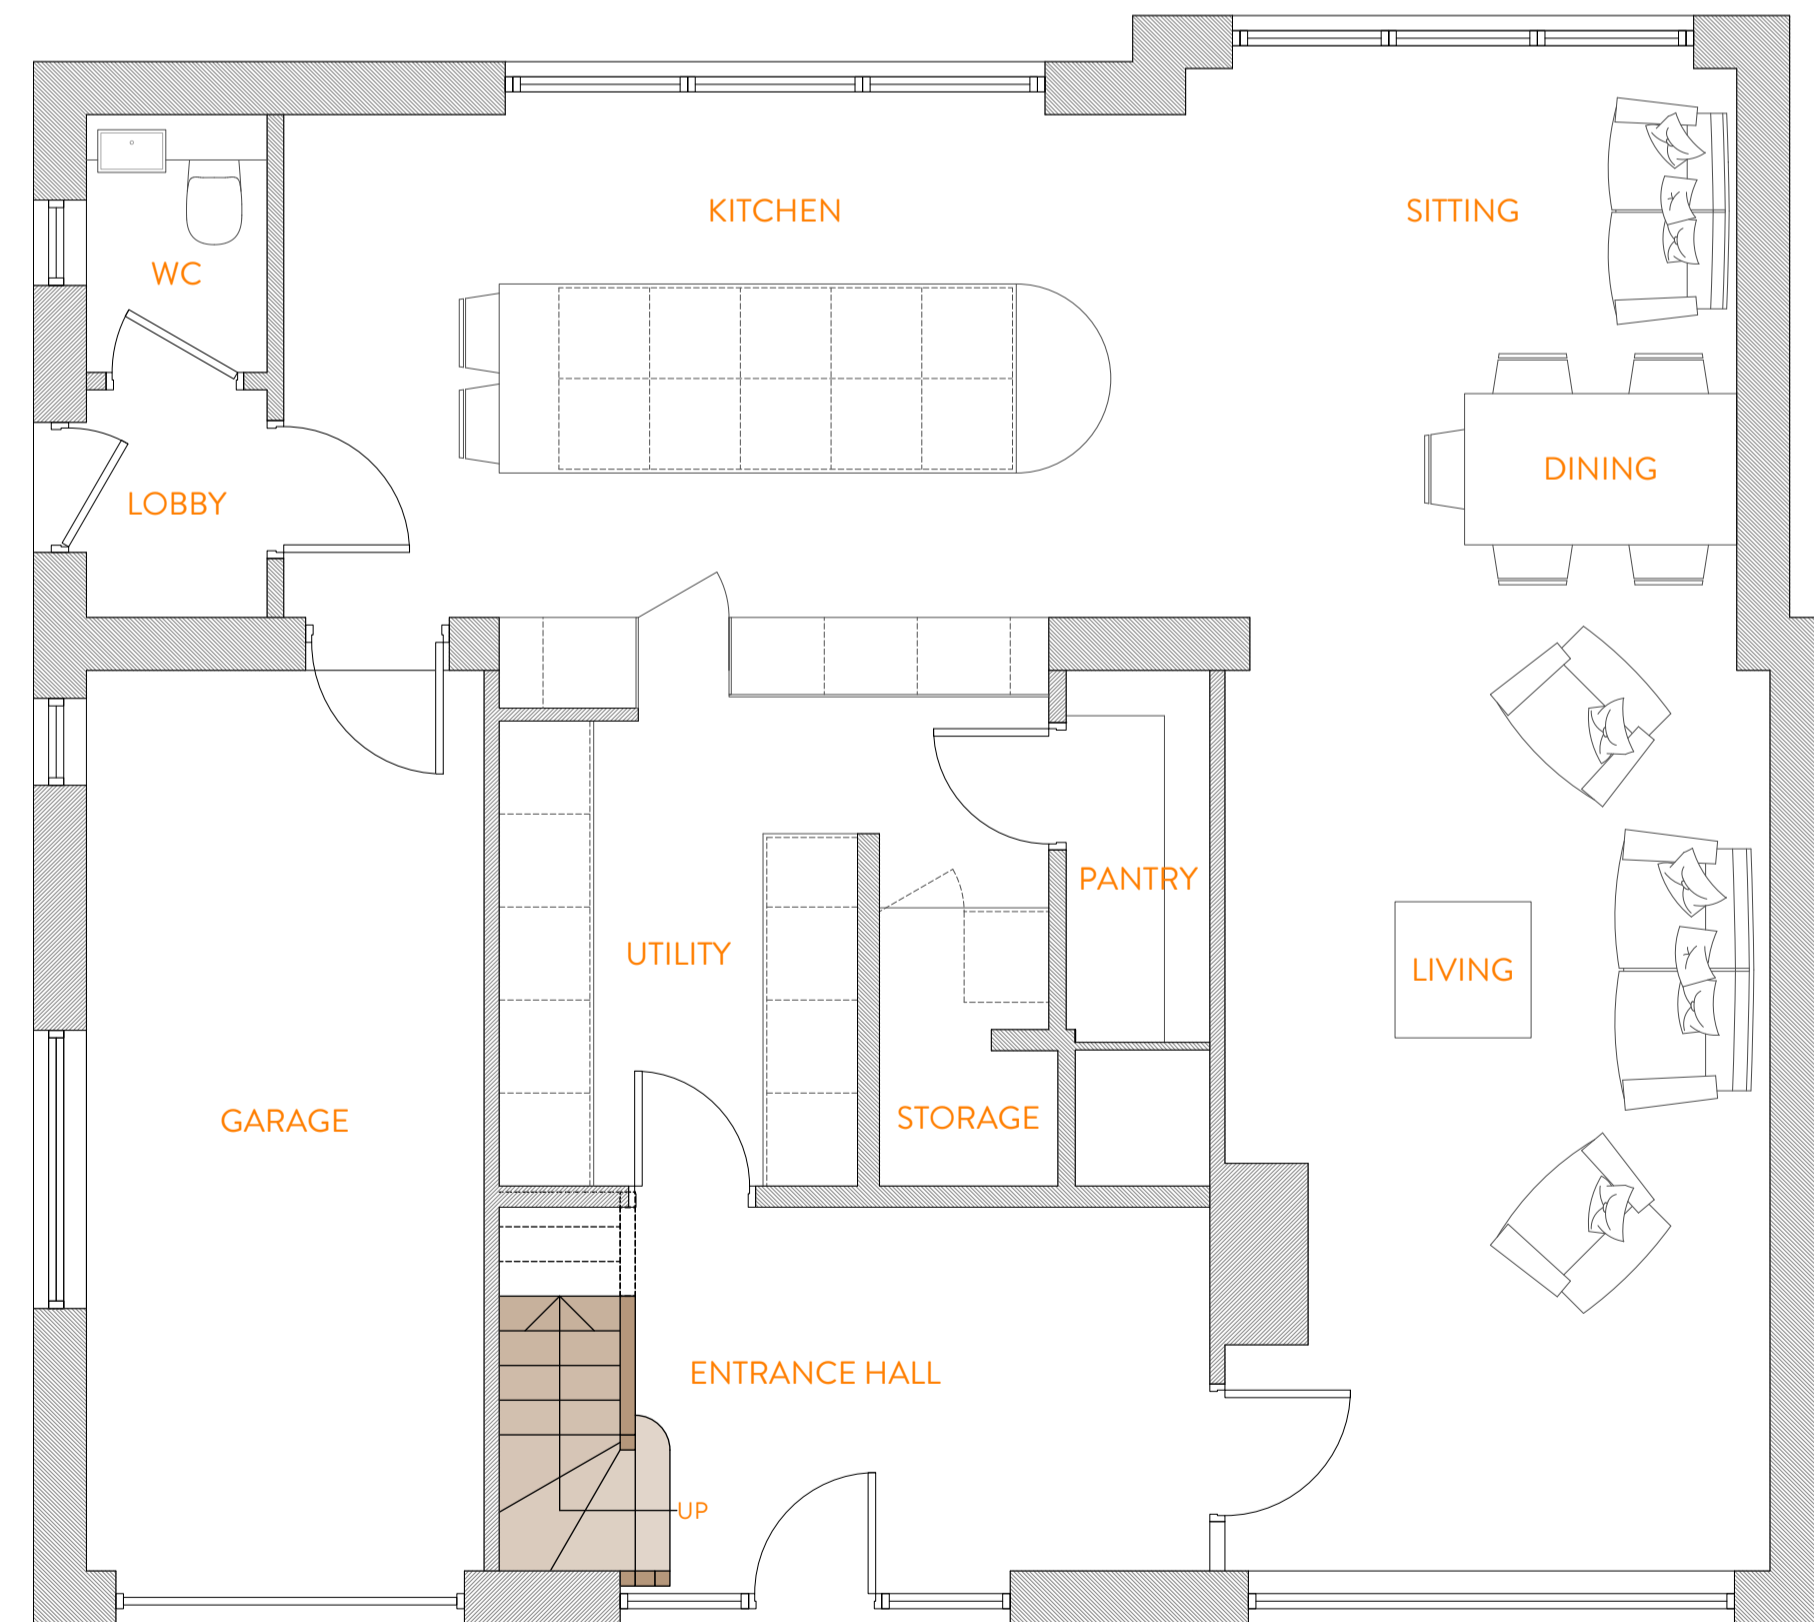 KITCHEN
SITTING
WC
DINING
LOBBY
PANTRY
UTILITY
LIVING
GARAGE
STORAGE
ENTRANCE HALL
UP